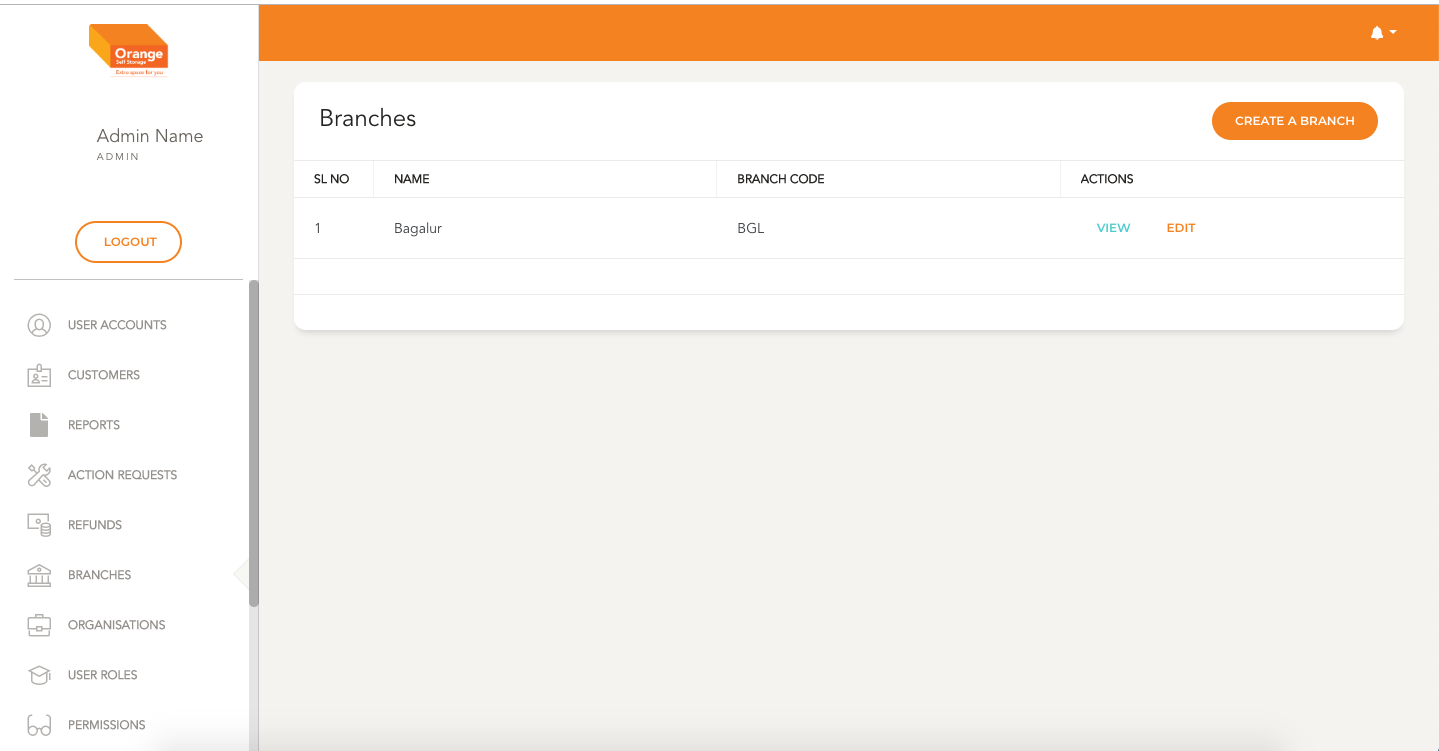 Orange
Self Storage
Extra space for you
Admin Name
ADMIN
LOGOUT
USER ACCOUNTS
CUSTOMERS
REPORTS
ACTION REQUESTS
REFUNDS
BRANCHES
ORGANISATIONS
USER ROLES
PERMISSIONS
Branches
CREATE A BRANCH
SL NO NAME BRANCH CODE ACTIONS
1 Bagalur BGL VIEW EDIT